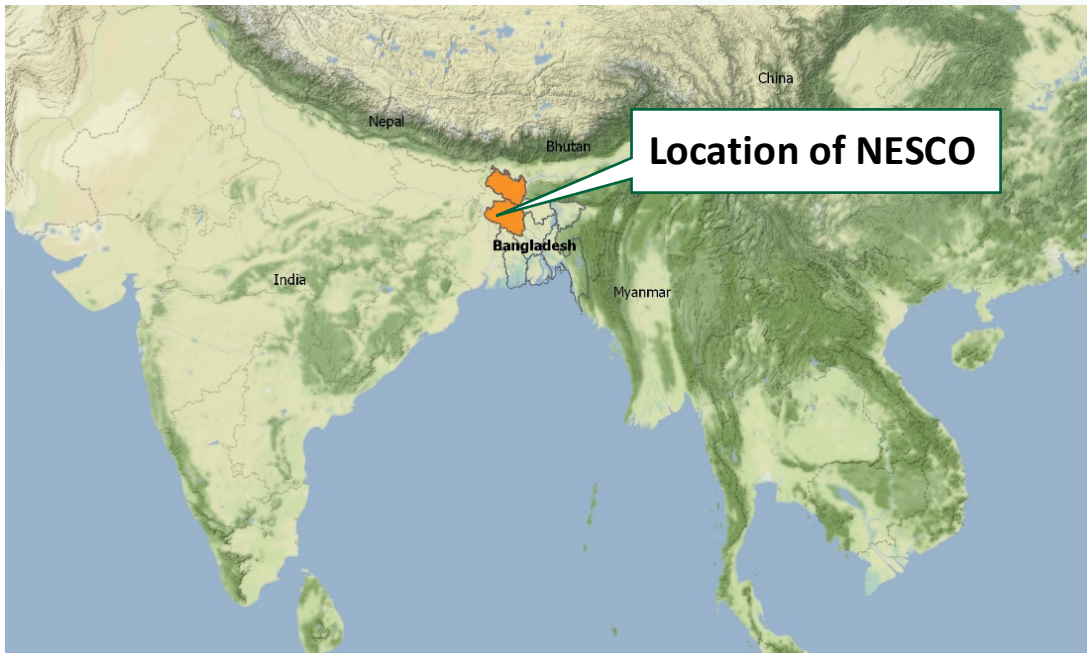 China
Nepal
Bhutan
Location of NESCO
Bangladesh
India
Myanmar